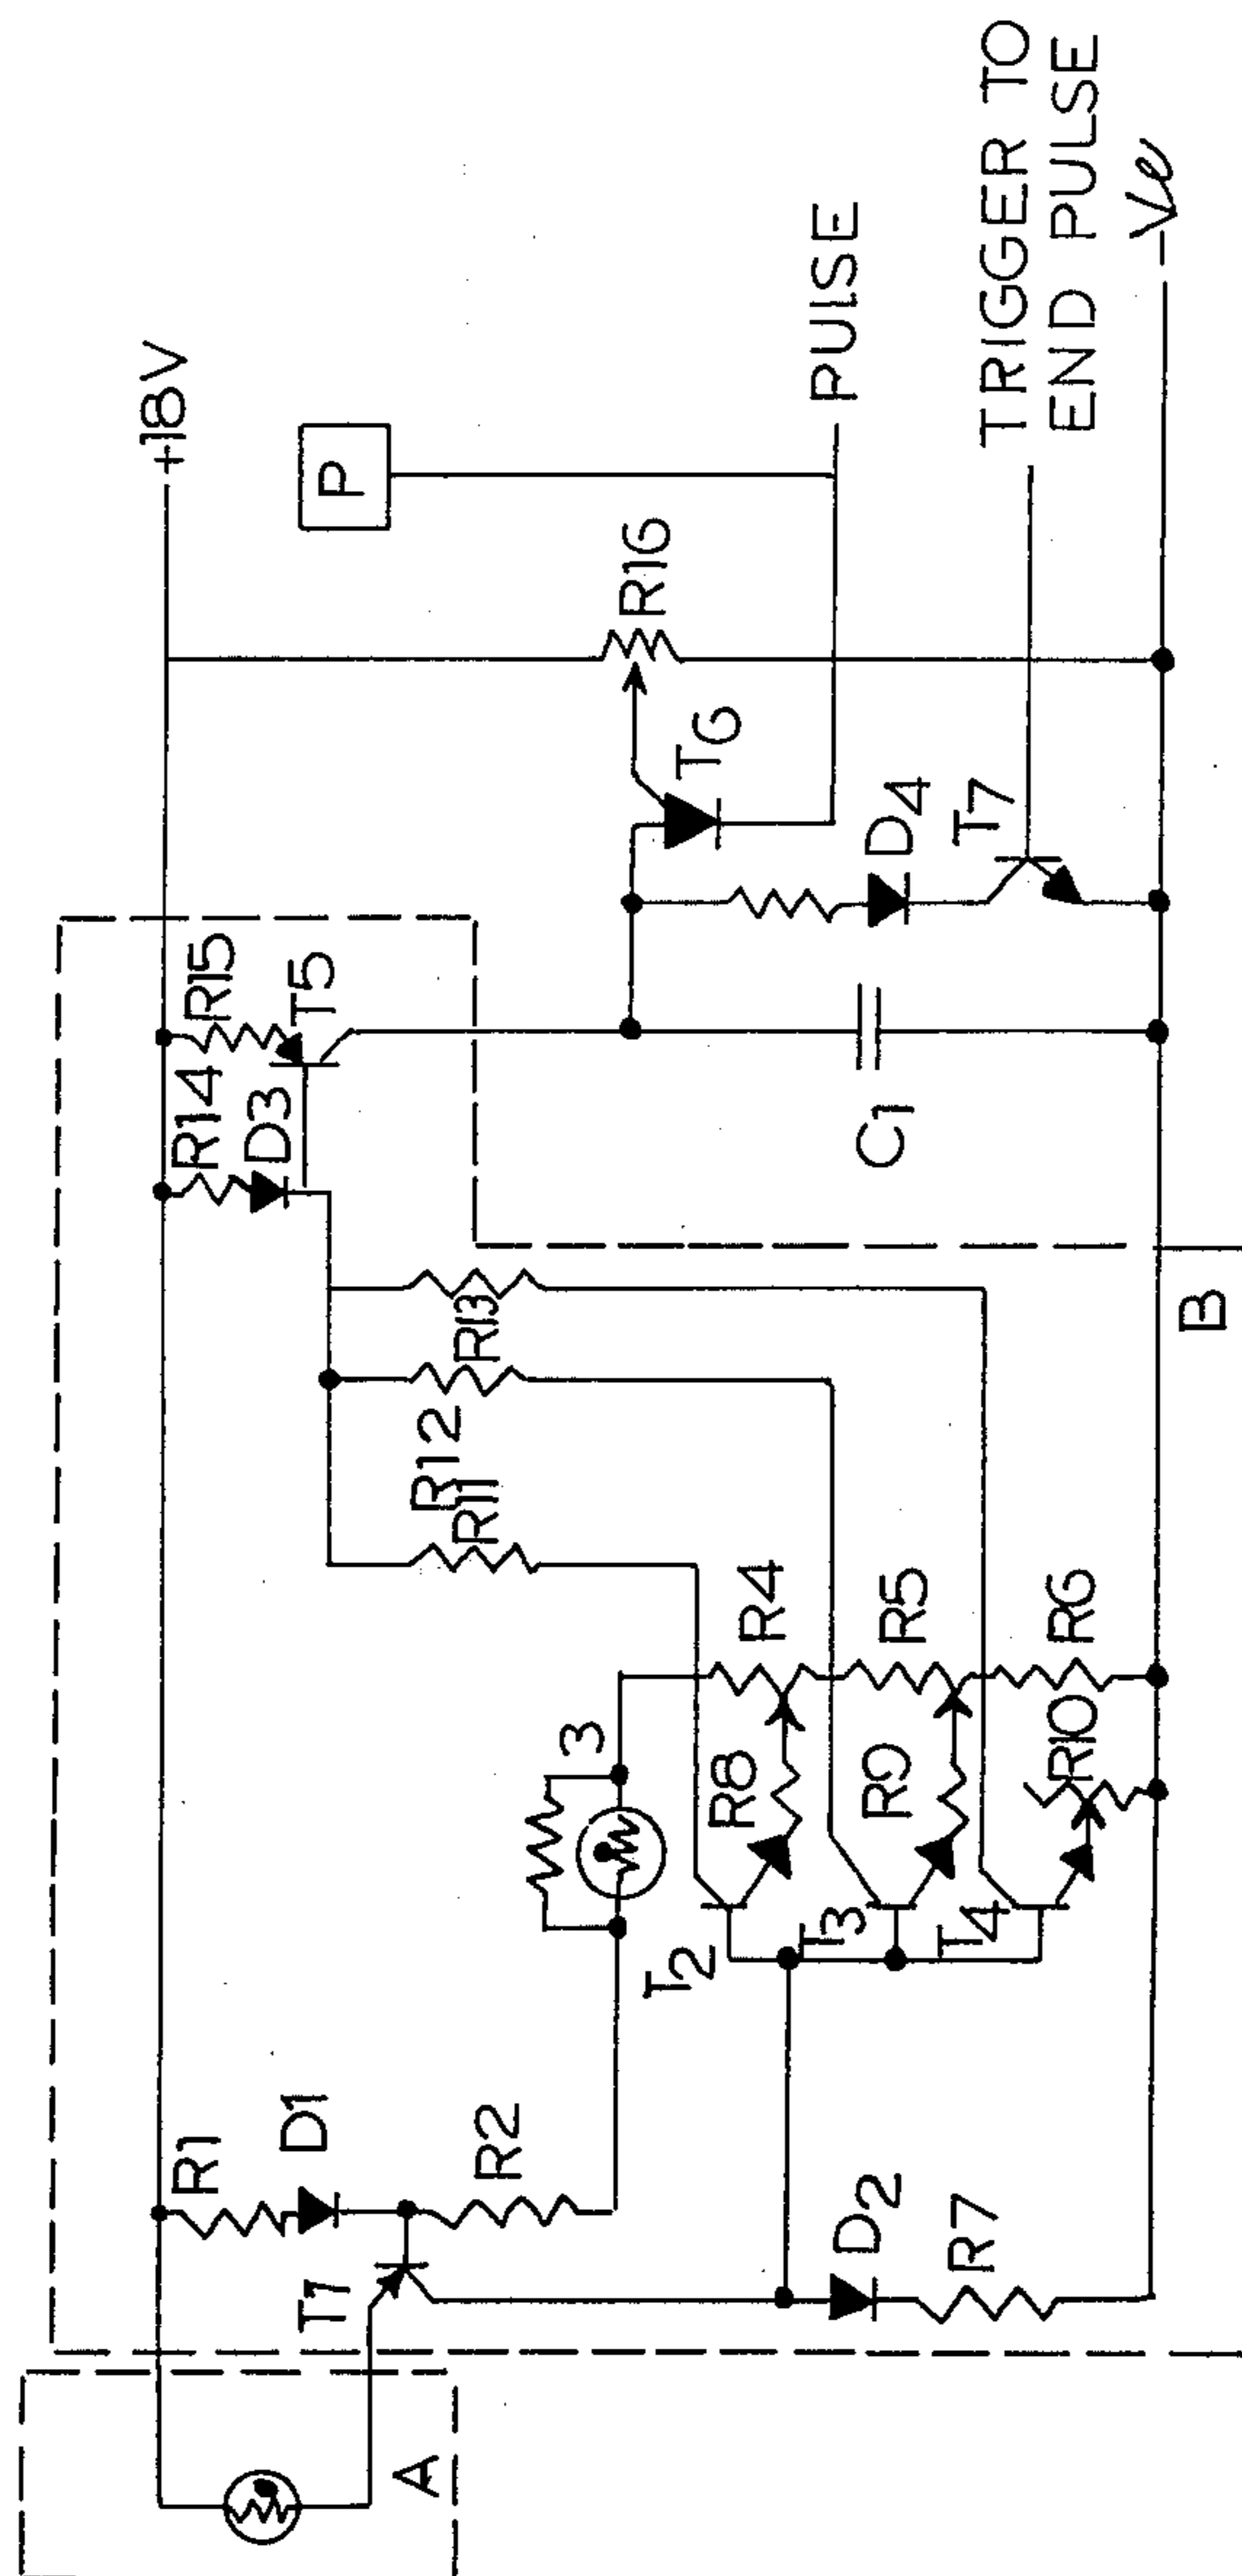 +18V
P
PULSE
TRIGGER TO
END PULSE
-Ve
R16
T6
D4
T7
R15
T5
R14
D3
C1
B
R13
R12
R11
R4
R5
R6
3
R8
R9
R10
T2
T3
T4
R1
D1
T1
R2
D2
R7
A